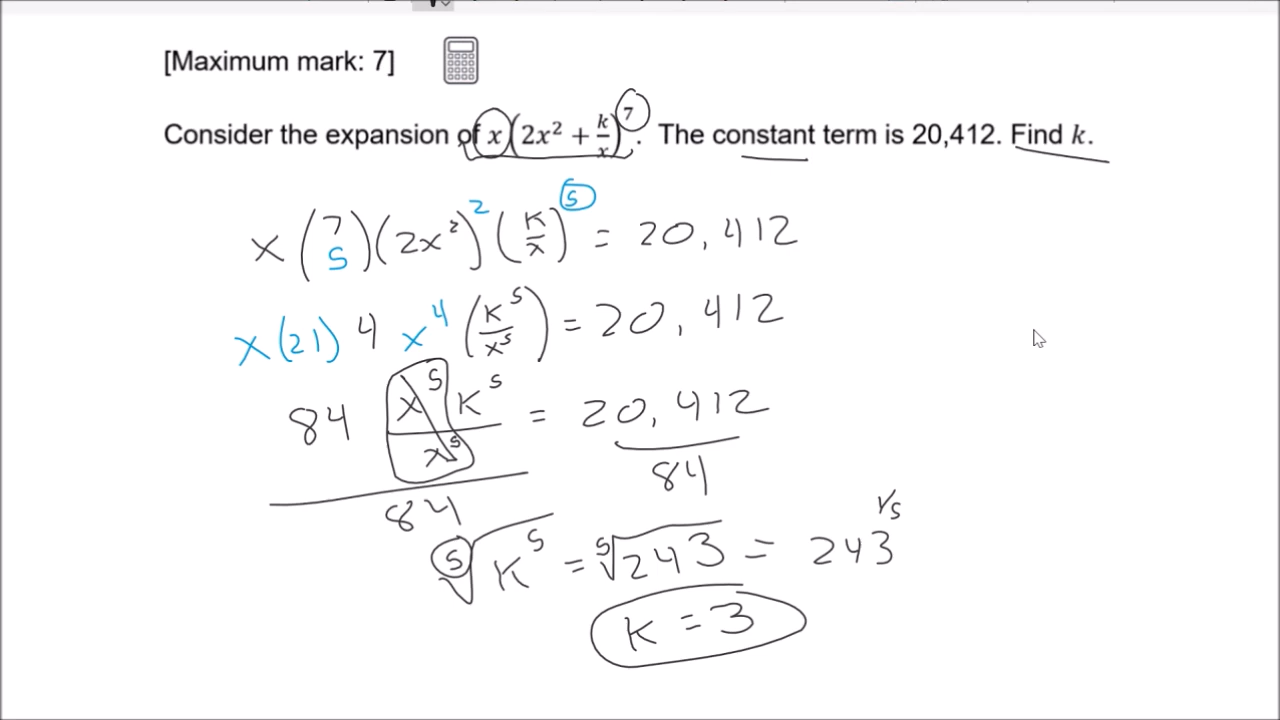 [Maximum mark: 7]
Consider the expansion of x(2x² + k/x)⁷. The constant term is 20,412. Find k.
x (7 5)(2x²)² (K/x)⁵ = 20,412
x (21) 4 x⁴ (K⁵/x⁵) = 20,412
84 x⁵ K⁵ / x⁵ = 20,412
84 84
⁵√K⁵ = ⁵√243 = 243^(1/5)
K = 3